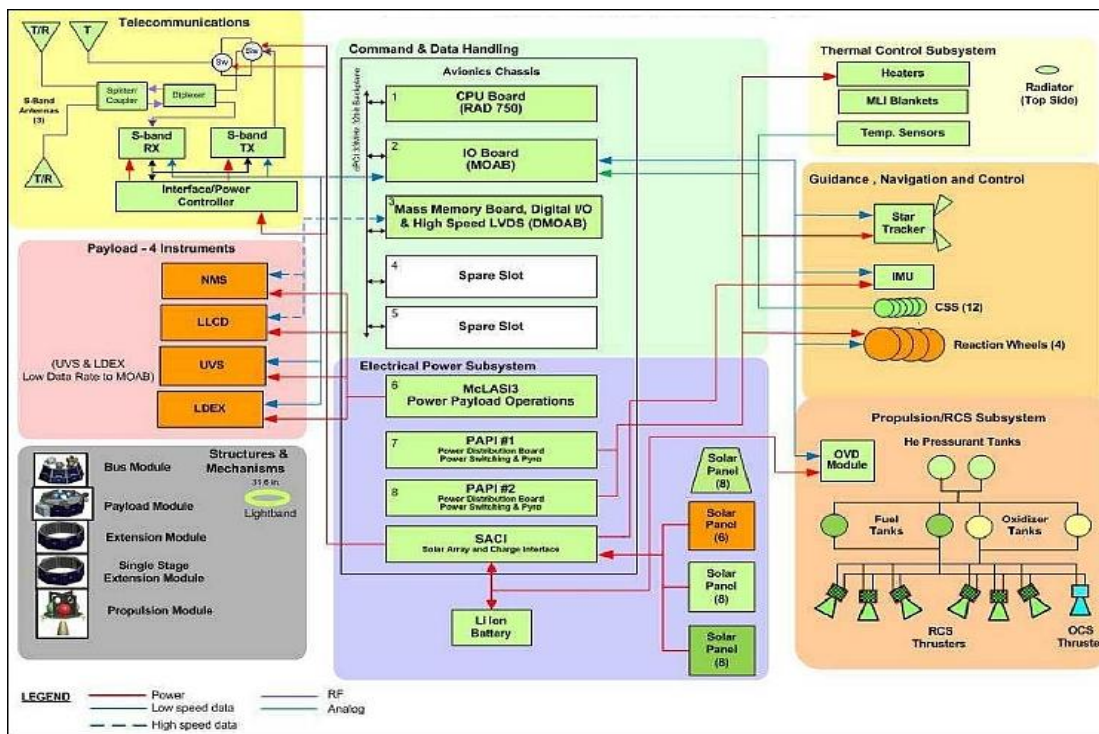 Telecommunications
T/R
T
Sw
Sw
Splitter/
Coupler
Diplexer
S-Band
Antennas
(3)
S-band
RX
S-band
TX
T/R
Interface/Power
Controller
Payload - 4 Instruments
NMS
LLCD
UVS
(UVS & LDEX
Low Data Rate to MOAB)
LDEX
Structures &
Mechanisms
31.6 in.
Lightband
Bus Module
Payload Module
Extension Module
Single Stage
Extension Module
Propulsion Module
Command & Data Handling
Avionics Chassis
cPCI 33MHz 32bit Backplane
1
CPU Board
(RAD 750)
2
IO Board
(MOAB)
3
Mass Memory Board, Digital I/O
& High Speed LVDS (DMOAB)
4
Spare Slot
5
Spare Slot
Electrical Power Subsystem
6
McLASI3
Power Payload Operations
7
PAPI #1
Power Distribution Board
Power Switching & Pyro
8
PAPI #2
Power Distribution Board
Power Switching & Pyro
SACI
Solar Array and Charge Interface
Li Ion
Battery
Solar
Panel
(8)
Solar
Panel
(6)
Solar
Panel
(8)
Solar
Panel
(8)
Thermal Control Subsystem
Heaters
MLI Blankets
Temp. Sensors
Radiator
(Top Side)
Guidance , Navigation and Control
Star
Tracker
IMU
CSS (12)
Reaction Wheels (4)
Propulsion/RCS Subsystem
He Pressurant Tanks
OVD
Module
Fuel
Tanks
Oxidizer
Tanks
RCS
Thrusters
OCS
Thruste
LEGEND
Power
Low speed data
High speed data
RF
Analog